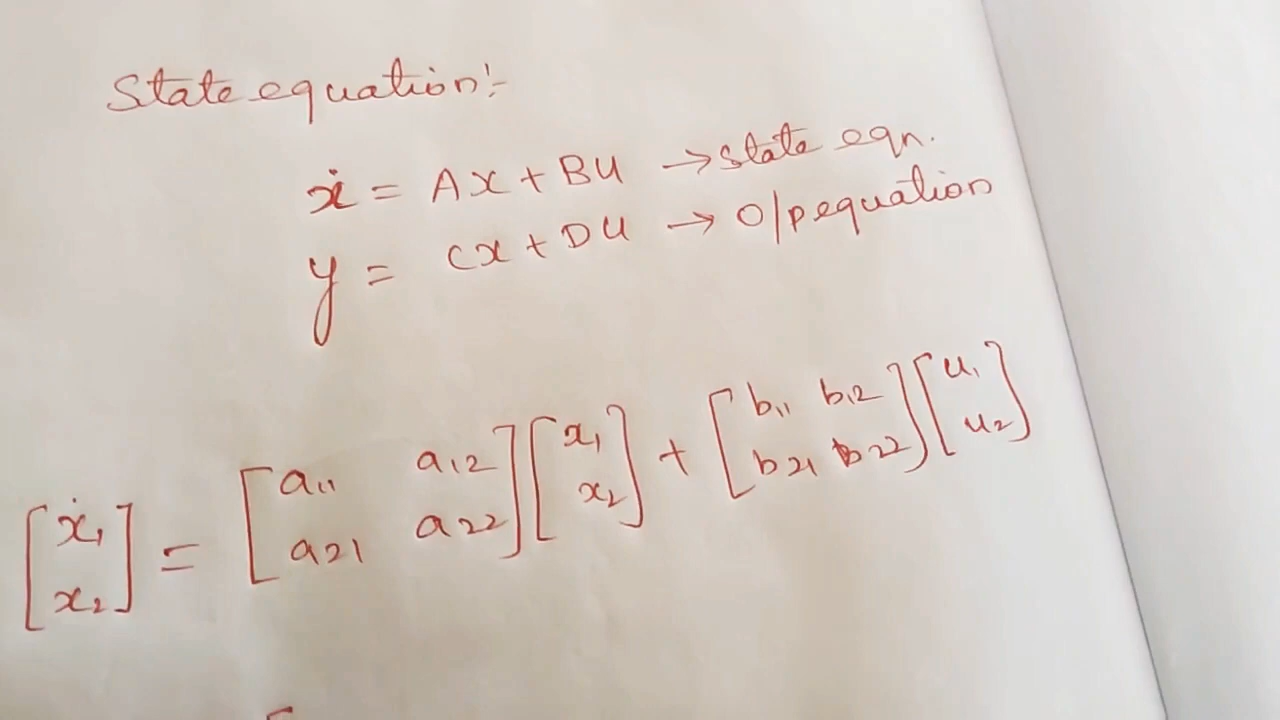 State equation:-
ẋ = Ax + BU → state eqn.
y = Cx + DU → O/p equation
[ẋ₁ x₂] = [a₁₁ a₁₂ a₂₁ a₂₂] [x₁ x₂] + [b₁₁ b₁₂ b₂₁ b₂₂] [u₁ u₂]